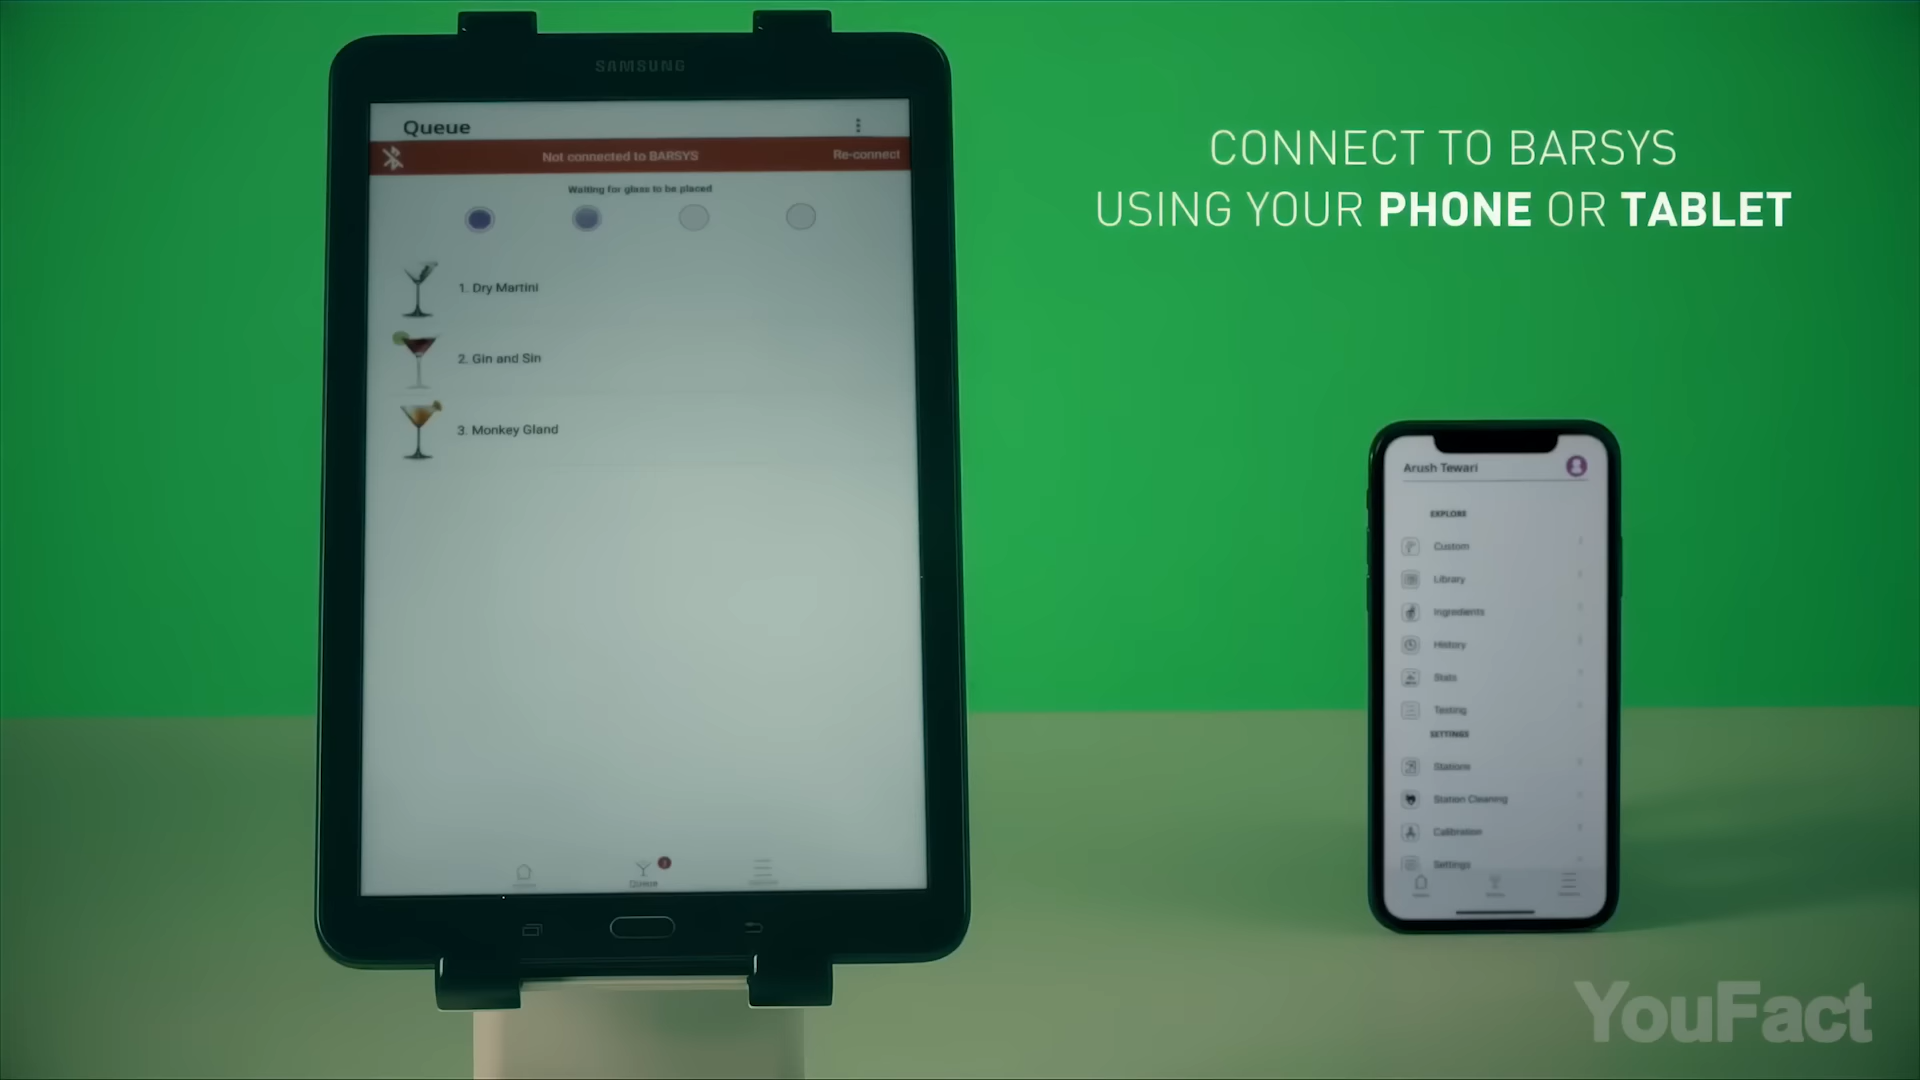 SAMSUNG
Queue
Not connected to BARSYS
Re-connect
Waiting for glass to be placed
1. Dry Martini
2. Gin and Sin
3. Monkey Gland
Queue
CONNECT TO BARSYS
USING YOUR PHONE OR TABLET
Arush Tewari
EXPLORE
Custom
Library
Ingredients
History
Stats
Testing
SETTINGS
Stations
Station Cleaning
Calibration
Settings
YouFact